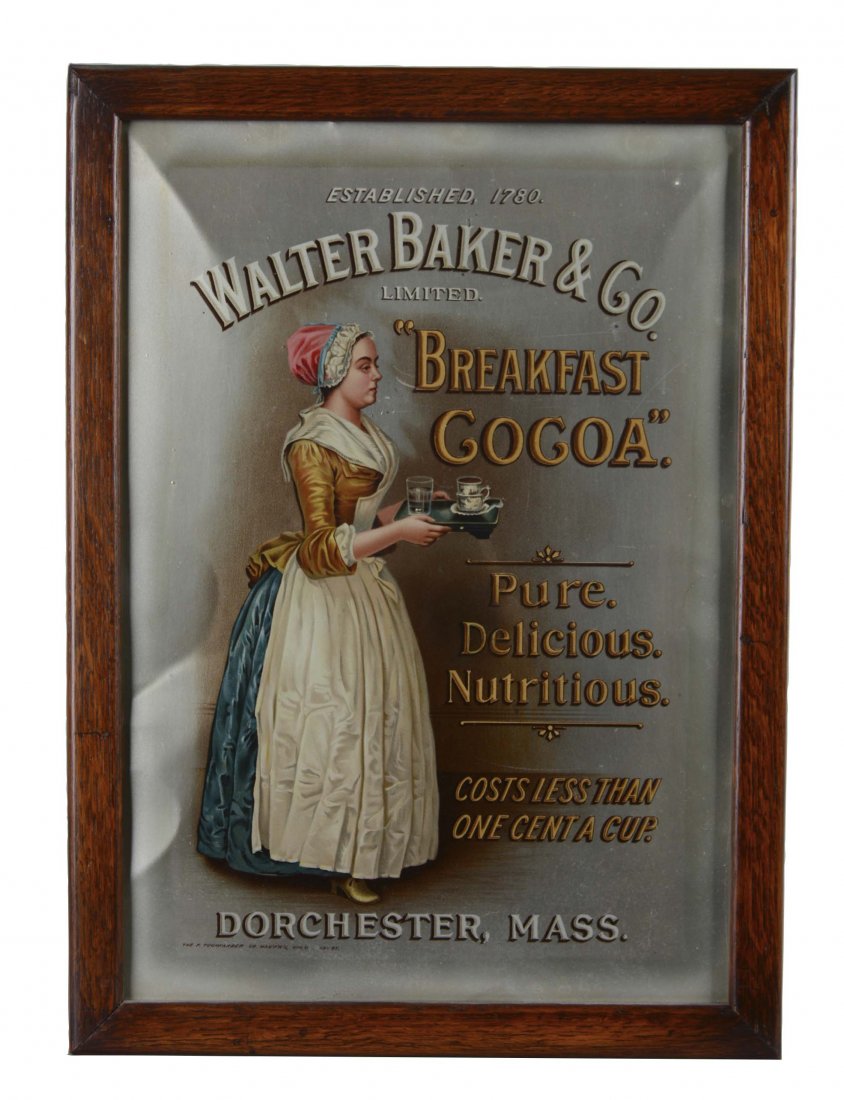 ESTABLISHED, 1780.
WALTER BAKER & CO.
LIMITED.
"BREAKFAST
COCOA".
Pure.
Delicious.
Nutritious.
COSTS LESS THAN
ONE CENT A CUP.
DORCHESTER, MASS.
THE